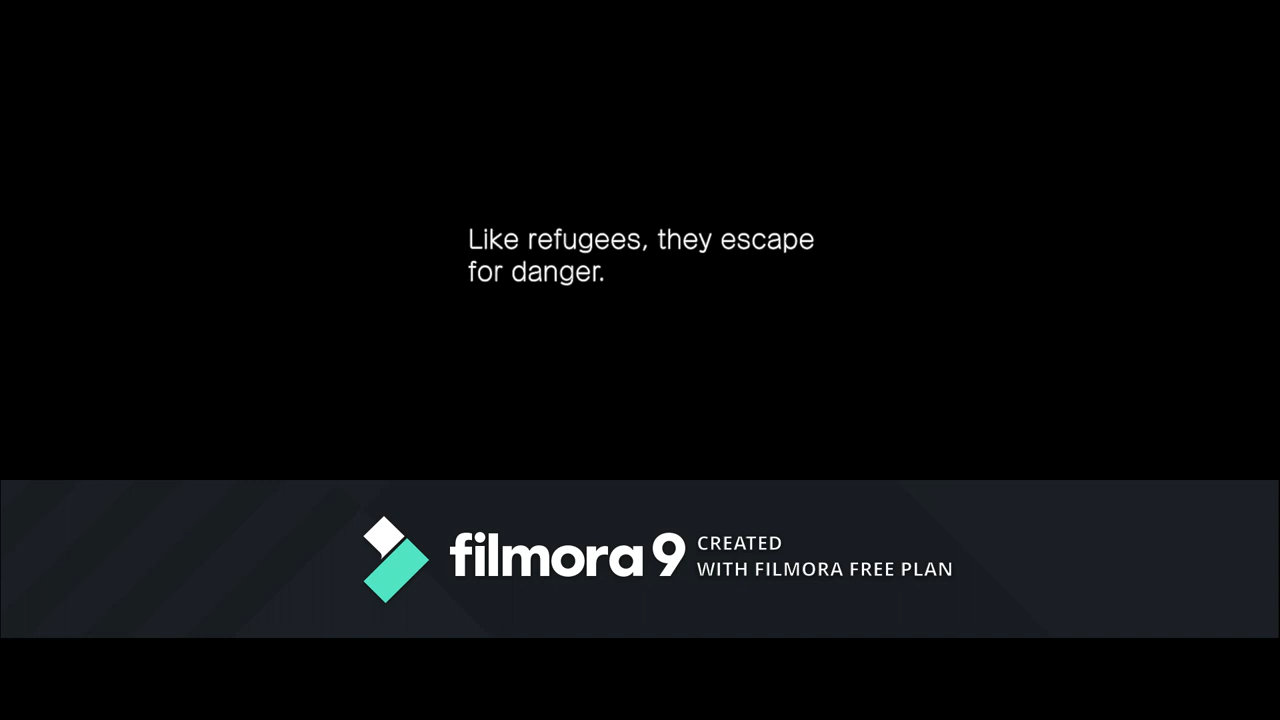 Like refugees, they escape
for danger.
filmora 9 CREATED
WITH FILMORA FREE PLAN